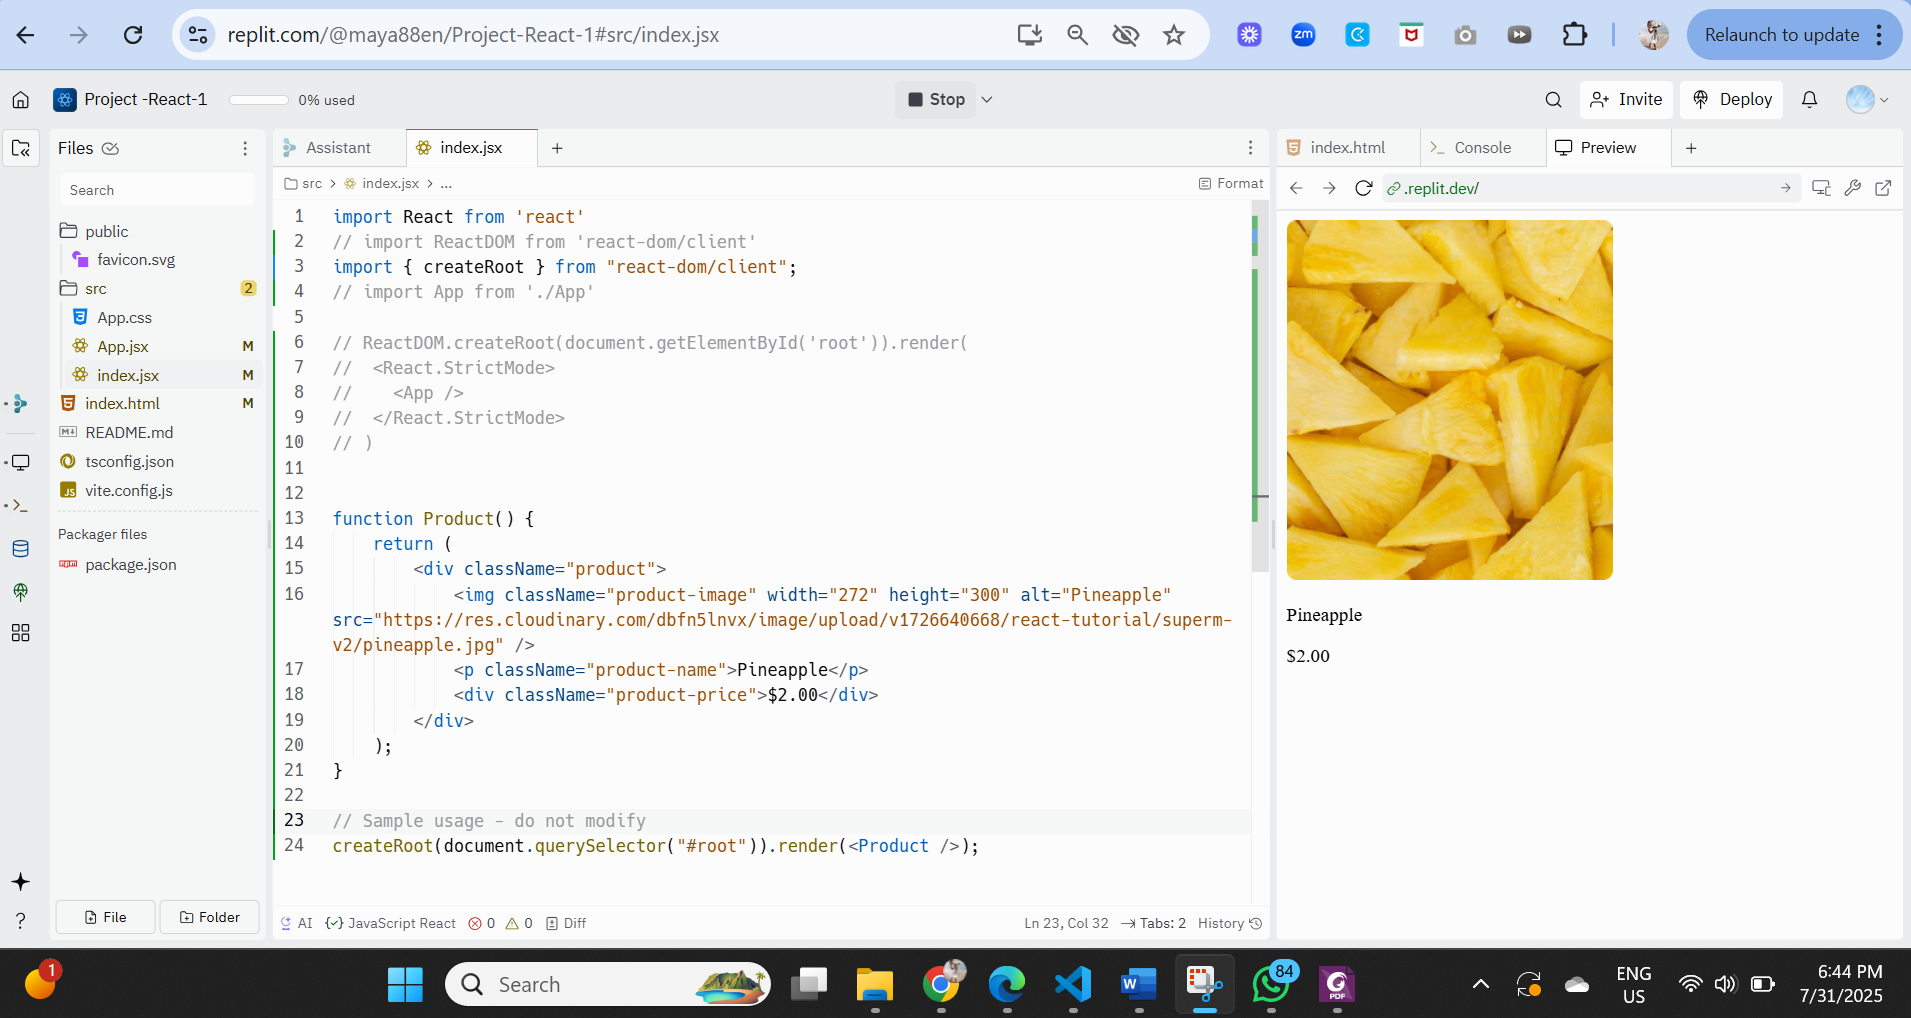 replit.com/@maya88en/Project-React-1#src/index.jsx
zm
Relaunch to update
Project -React-1
0% used
Stop
Invite
Deploy
Files
Search
public
favicon.svg
src
2
App.css
App.jsx
M
index.jsx
M
index.html
M
README.md
tsconfig.json
JS
vite.config.js
Packager files
package.json
File
Folder
Assistant
index.jsx
src
index.jsx
...
Format
1 import React from 'react'
2 // import ReactDOM from 'react-dom/client'
3 import { createRoot } from "react-dom/client";
4 // import App from './App'
5
6 // ReactDOM.createRoot(document.getElementById('root')).render(
7 //  <React.StrictMode>
8 //    <App />
9 //  </React.StrictMode>
10 // )
11
12
13 function Product() {
14     return (
15         <div className="product">
16             <img className="product-image" width="272" height="300" alt="Pineapple"
src="https://res.cloudinary.com/dbfn5lnvx/image/upload/v1726640668/react-tutorial/superm-
v2/pineapple.jpg" />
17             <p className="product-name">Pineapple</p>
18             <div className="product-price">$2.00</div>
19         </div>
20     );
21 }
22
23 // Sample usage - do not modify
24 createRoot(document.querySelector("#root")).render(<Product />);
AI
JavaScript React
0
0
Diff
Ln 23, Col 32
Tabs: 2
History
index.html
Console
Preview
.replit.dev/
Pineapple
$2.00
1
Search
W
84
PDF
ENG
US
6:44 PM
7/31/2025